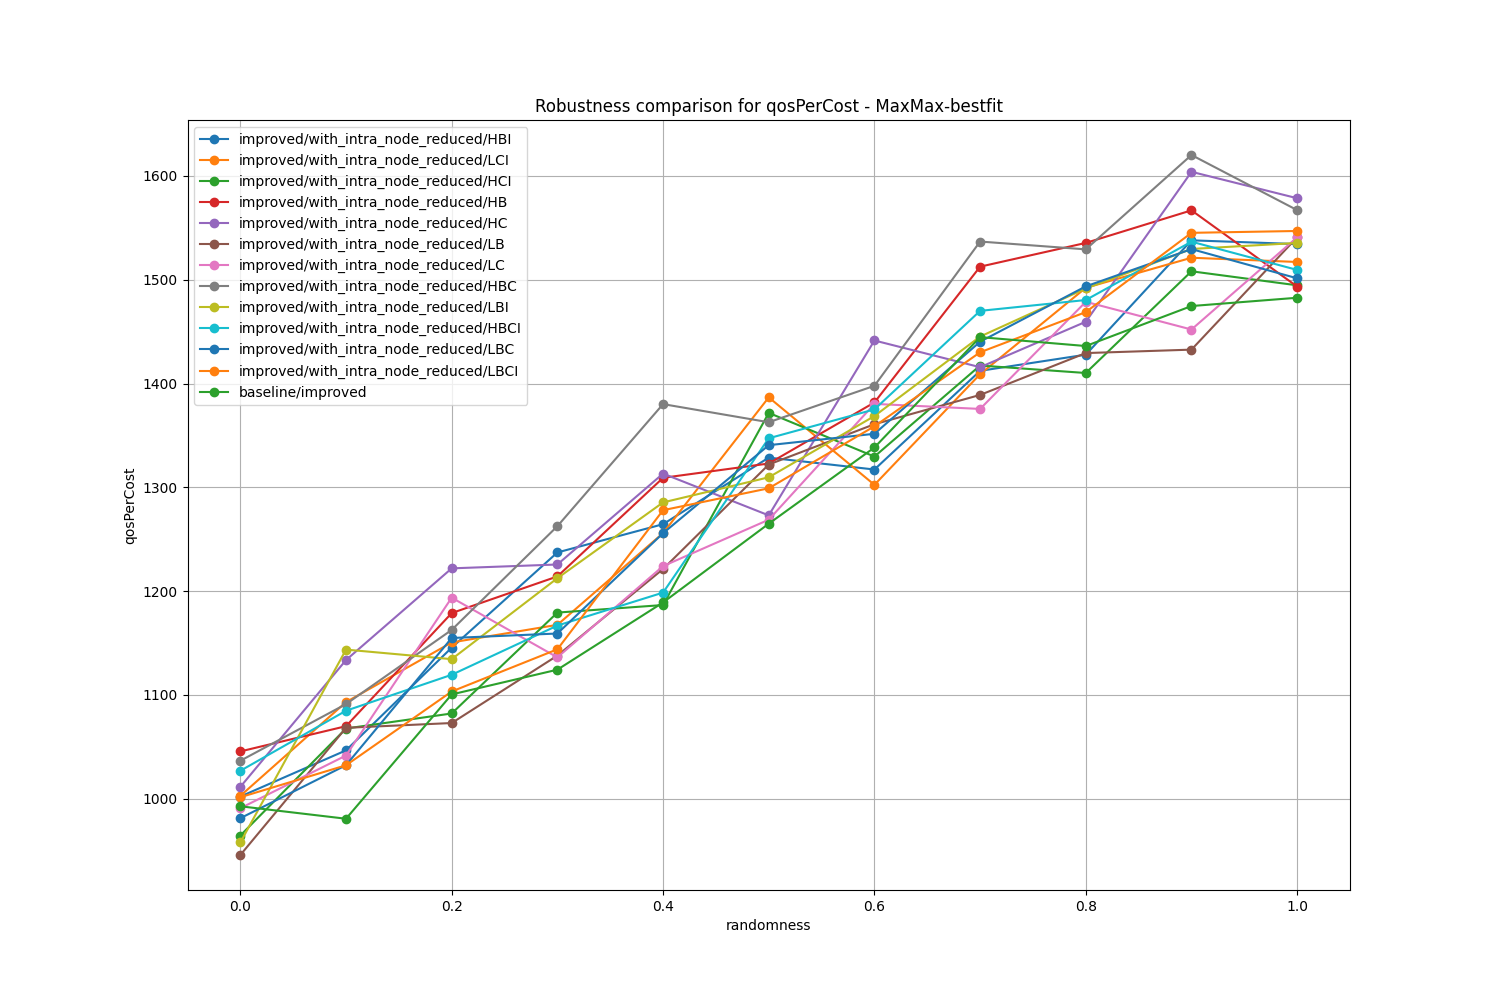 Robustness comparison for qosPerCost - MaxMax-bestfit
improved/with_intra_node_reduced/HBI
improved/with_intra_node_reduced/LCI
improved/with_intra_node_reduced/HCI
improved/with_intra_node_reduced/HB
improved/with_intra_node_reduced/HC
improved/with_intra_node_reduced/LB
improved/with_intra_node_reduced/LC
improved/with_intra_node_reduced/HBC
improved/with_intra_node_reduced/LBI
improved/with_intra_node_reduced/HBCI
improved/with_intra_node_reduced/LBC
improved/with_intra_node_reduced/LBCI
baseline/improved
qosPerCost
1600
1500
1400
1300
1200
1100
1000
0.0
0.2
0.4
0.6
0.8
1.0
randomness